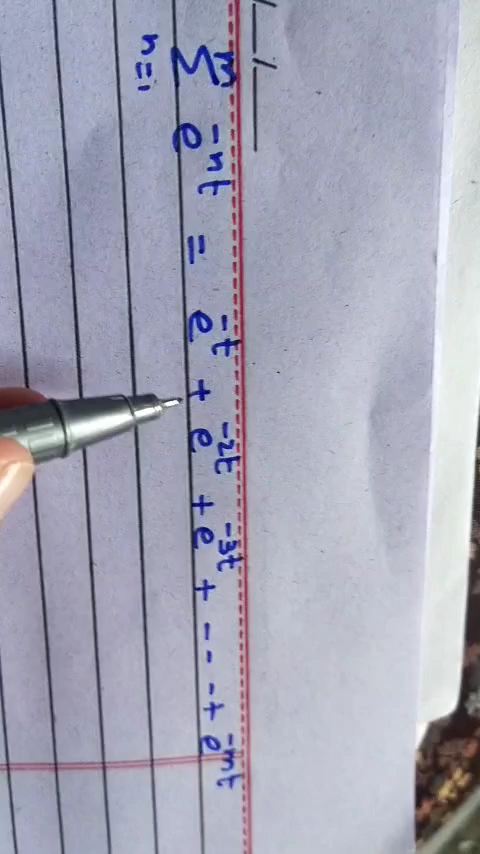 m
∑ e^{-nt} = e^{-t} + e^{-2t} + e^{-3t} + - - - + e^{-mt}
n=1